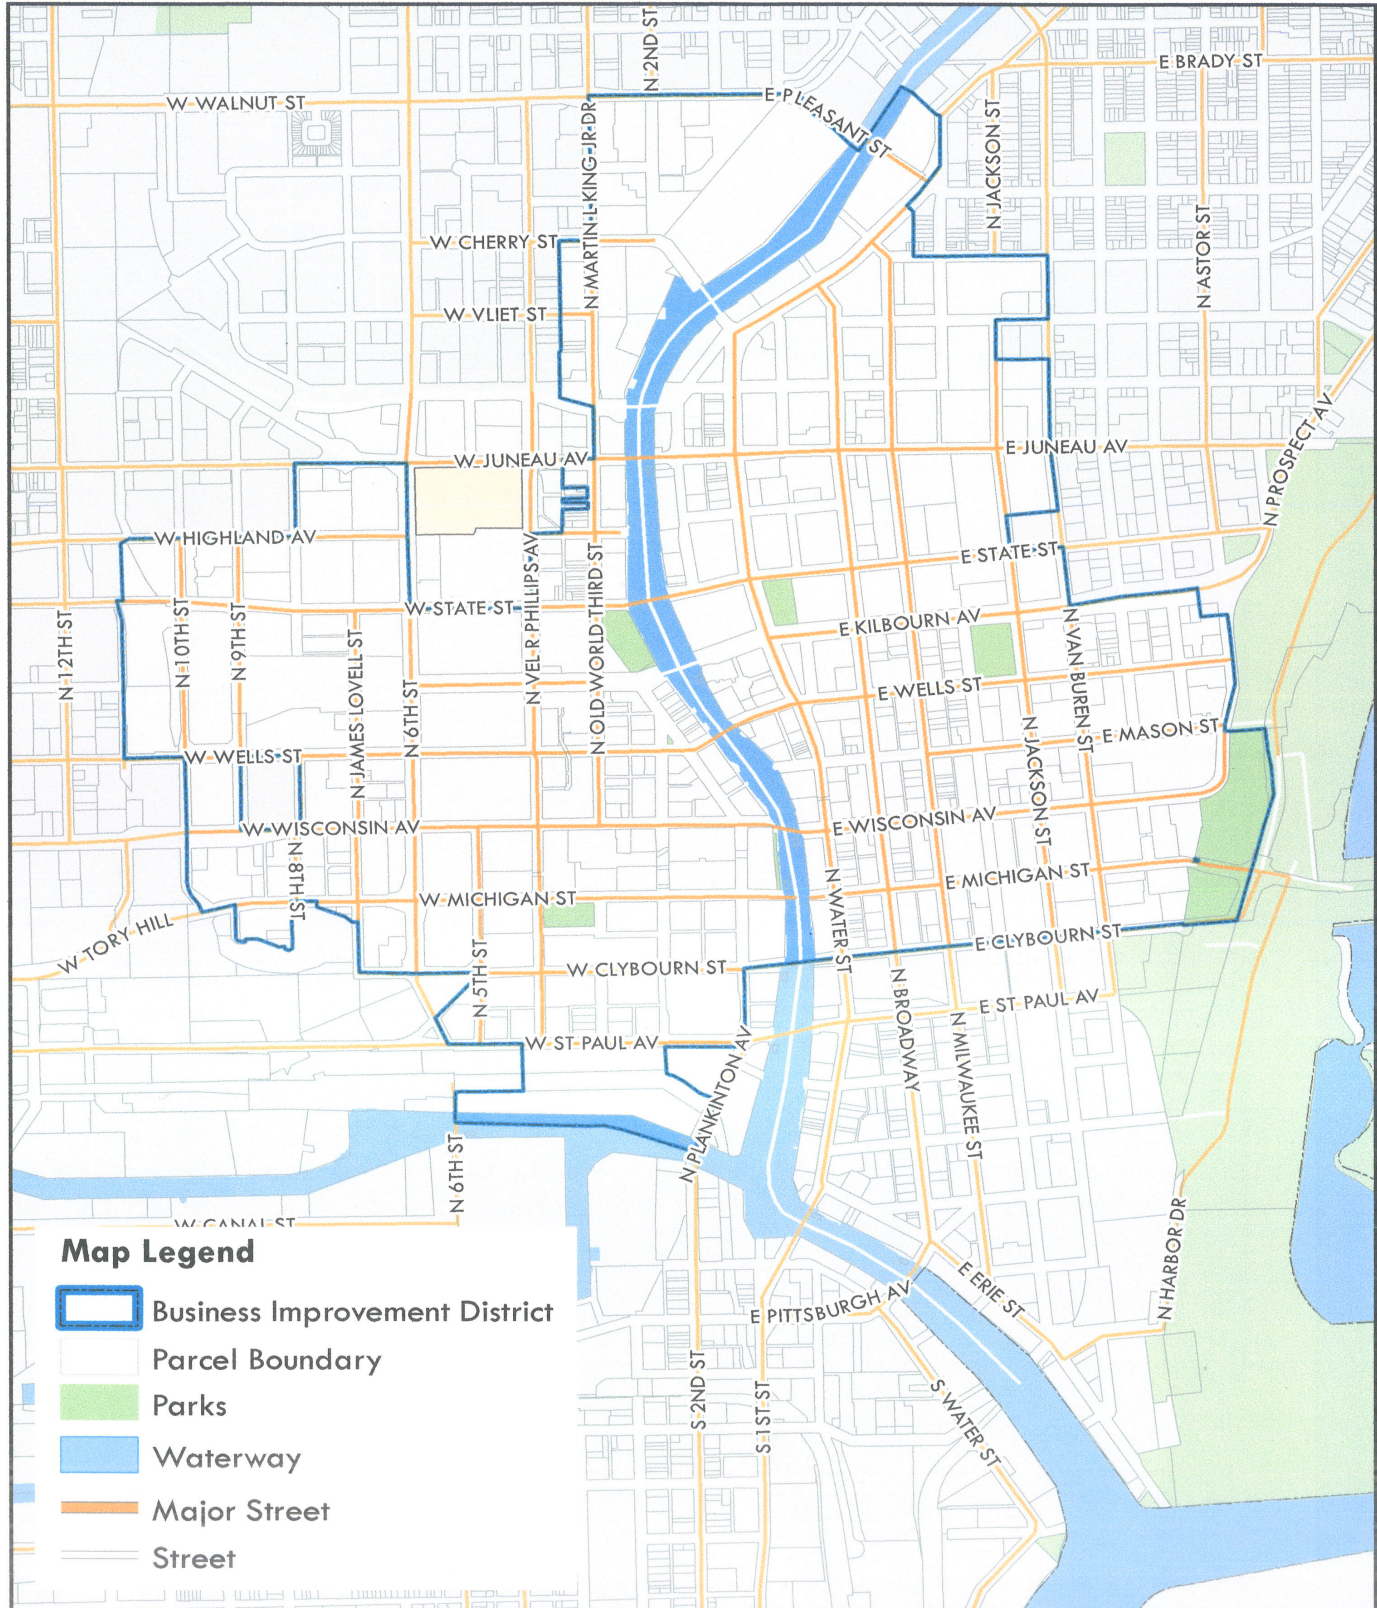 N 2ND ST
E BRADY ST
W WALNUT ST
E PLEASANT ST
N MARTIN L KING JR DR
N JACKSON ST
W CHERRY ST
N ASTOR ST
W VLIET ST
N PROSPECT AV
E JUNEAU AV
W JUNEAU AV
W HIGHLAND AV
E STATE ST
W STATE ST
N VEL R PHILLIPS AV
N OLD WORLD THIRD ST
N 12TH ST
N 10TH ST
N 9TH ST
N JAMES LOVELL ST
N 6TH ST
E KILBOURN AV
N VAN BUREN ST
E WELLS ST
N JACKSON ST
E MASON ST
W WELLS ST
W WISCONSIN AV
E WISCONSIN AV
N 8TH ST
E MICHIGAN ST
W MICHIGAN ST
N WATER ST
W TORY HILL
E CLYBOURN ST
N 5TH ST
W CLYBOURN ST
N BROADWAY
E ST PAUL AV
N MILWAUKEE ST
W ST PAUL AV
N PLANKINTON AV
N 6TH ST
W CANAL ST
N HARBOR DR
E ERIE ST
E PITTSBURGH AV
S 2ND ST
S 1ST ST
S WATER ST
Map Legend
Business Improvement District
Parcel Boundary
Parks
Waterway
Major Street
Street